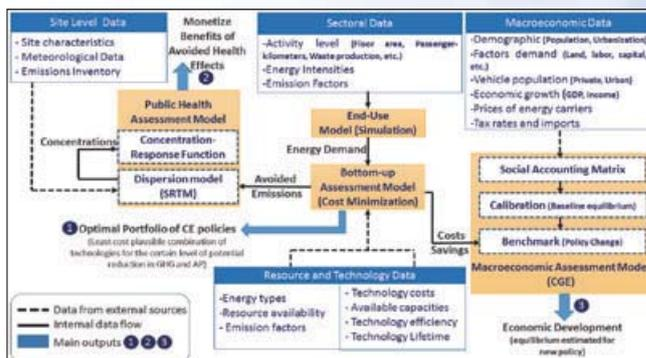 Site Level Data
- Site characteristics
- Meteorological Data
- Emissions Inventory
Monetize
Benefits of
Avoided Health
Effects
2
Sectoral Data
- Activity level (Floor area, Passenger-
kilometers, Waste production, etc.)
- Energy Intensities
- Emission Factors
Macroeconomic Data
- Demographic (Population, Urbanization)
- Factors demand (Land, labor, capital,
etc.)
- Vehicle population (Private, Urban)
- Economic growth (GDP, Income)
- Prices of energy carriers
- Tax rates and imports
Public Health
Assessment Model
Concentrations
Concentration-
Response Function
Dispersion model
(SRTM)
End-Use
Model (Simulation)
Energy Demand
Avoided
Emissions
Bottom-up
Assessment Model
(Cost Minimization)
Social Accounting Matrix
Calibration (Baseline equilibrium)
Benchmark (Policy Change)
Macroeconomic Assessment Model
(CGE)
Costs
Savings
1 Optimal Portfolio of CE policies
(Least cost plausible combination of
technologies for the certain level of potential
reduction in GHG and AP)
Resource and Technology Data
-Energy types
-Resource availability
- Emission factors
- Technology costs
- Available capacities
- Technology efficiency
- Technology Lifetime
3
Economic Development
(equilibrium estimated for
new policy)
Data from external sources
Internal data flow
Main outputs 1 2 3